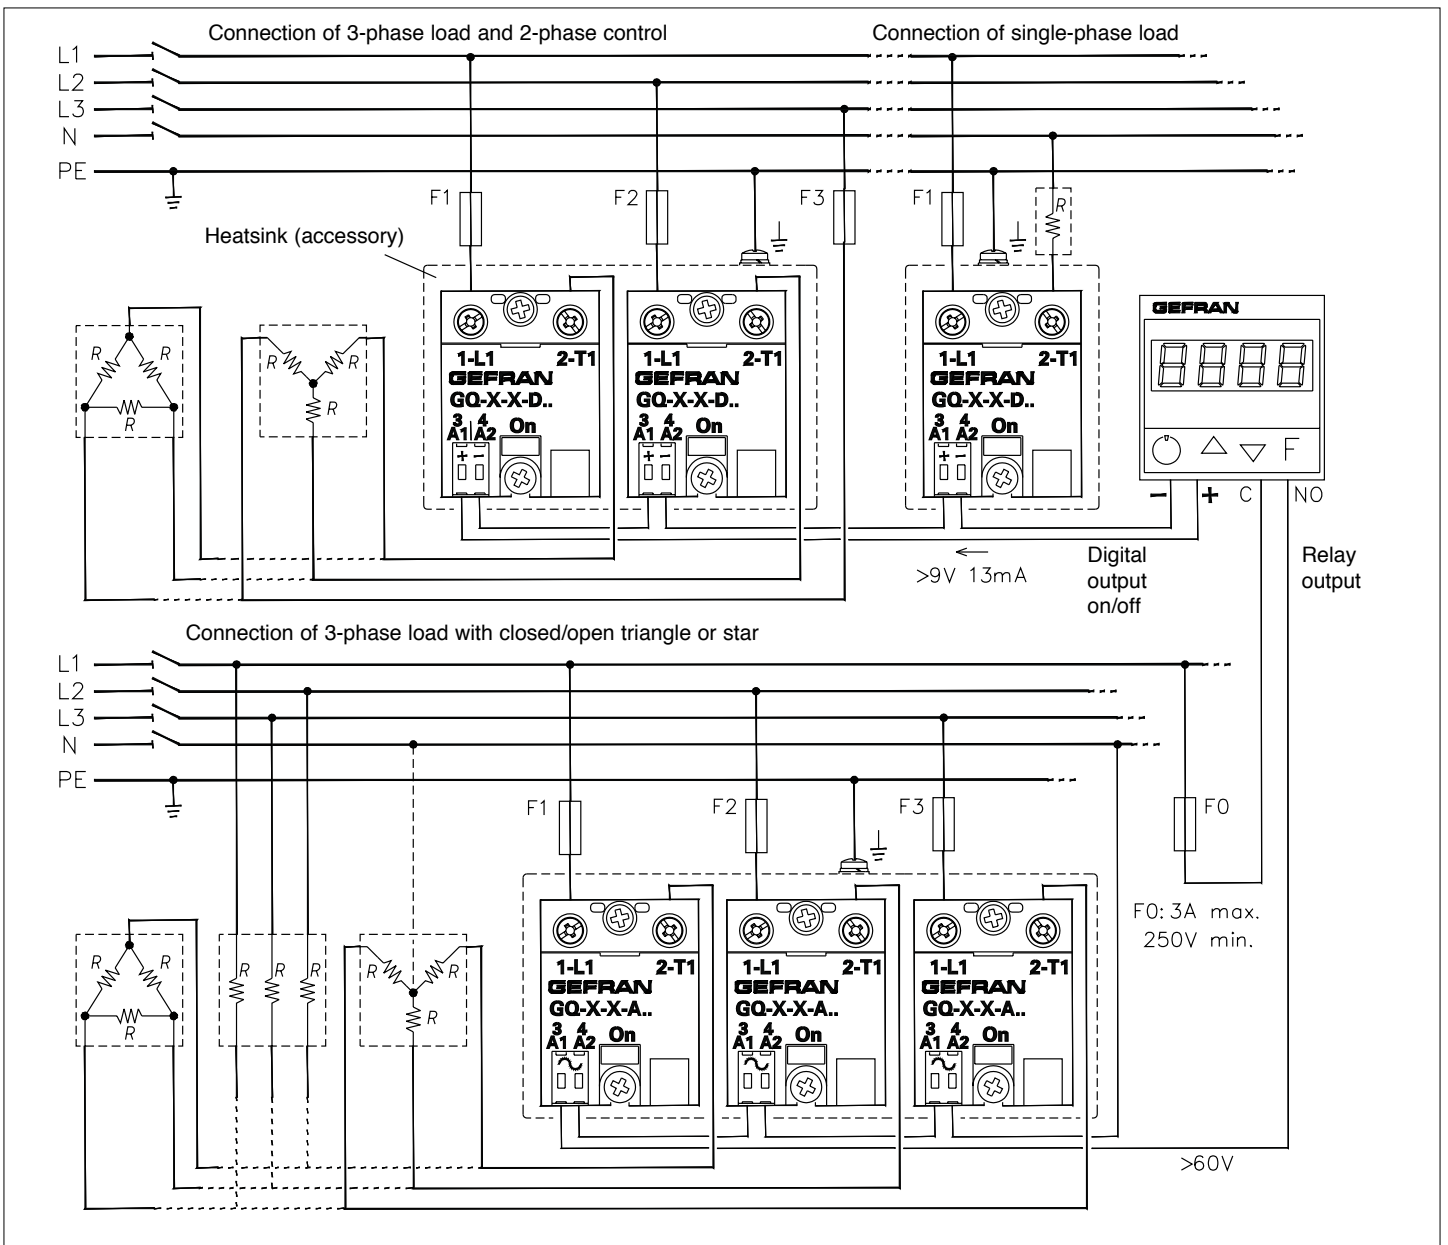 Connection of 3-phase load and 2-phase control
Connection of single-phase load
L1
L2
L3
N
PE
F1
F2
F3
F1
R
Heatsink (accessory)
R
R
R
R
R
R
1-L1 2-T1
GEFRAN
GQ-X-X-D..
3 4
A1 A2
On
+ −
1-L1 2-T1
GEFRAN
GQ-X-X-D..
3 4
A1 A2
On
+ −
1-L1 2-T1
GEFRAN
GQ-X-X-D..
3 4
A1 A2
On
+ −
GEFRAN
8888
F
− + C NO
>9V 13mA
Digital
output
on/off
Relay
output
Connection of 3-phase load with closed/open triangle or star
L1
L2
L3
N
PE
F1
F2
F3
F0
F0: 3A max.
250V min.
R
R
R
R
R
R
R
R
R
1-L1 2-T1
GEFRAN
GQ-X-X-A..
3 4
A1 A2
On
1-L1 2-T1
GEFRAN
GQ-X-X-A..
3 4
A1 A2
On
1-L1 2-T1
GEFRAN
GQ-X-X-A..
3 4
A1 A2
On
>60V